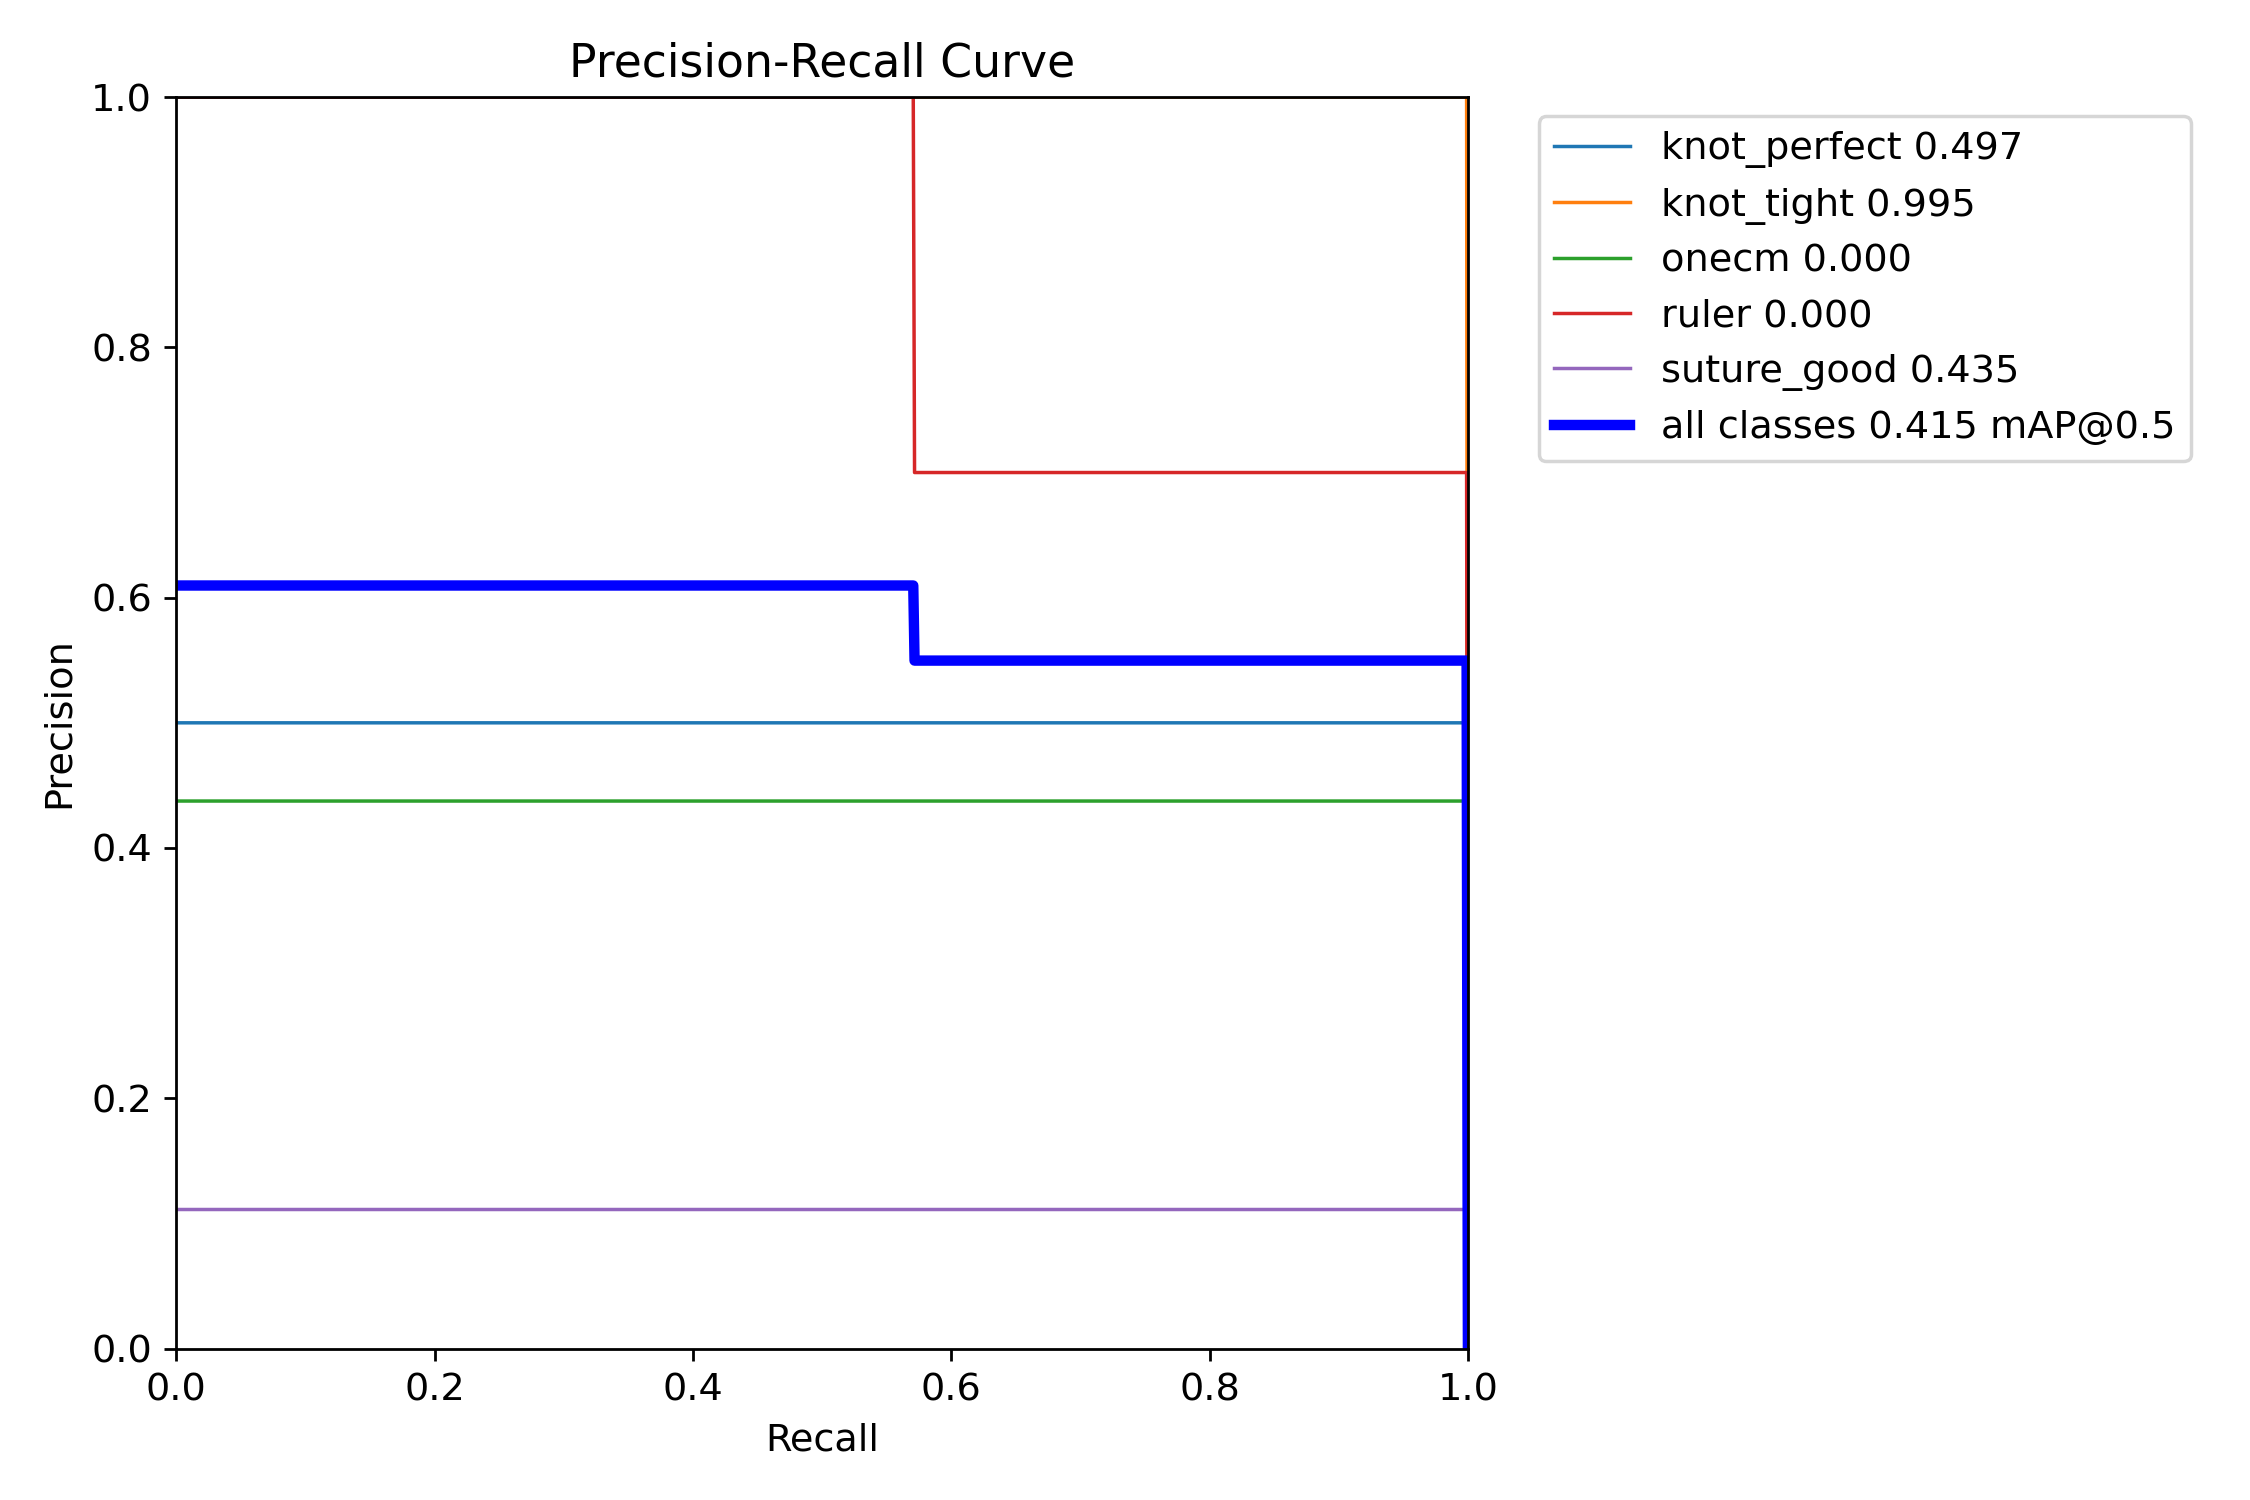 Precision-Recall Curve
1.0
0.8
0.6
0.4
0.2
0.0
Precision
0.0 0.2 0.4 0.6 0.8 1.0
Recall
knot_perfect 0.497
knot_tight 0.995
onecm 0.000
ruler 0.000
suture_good 0.435
all classes 0.415 mAP@0.5